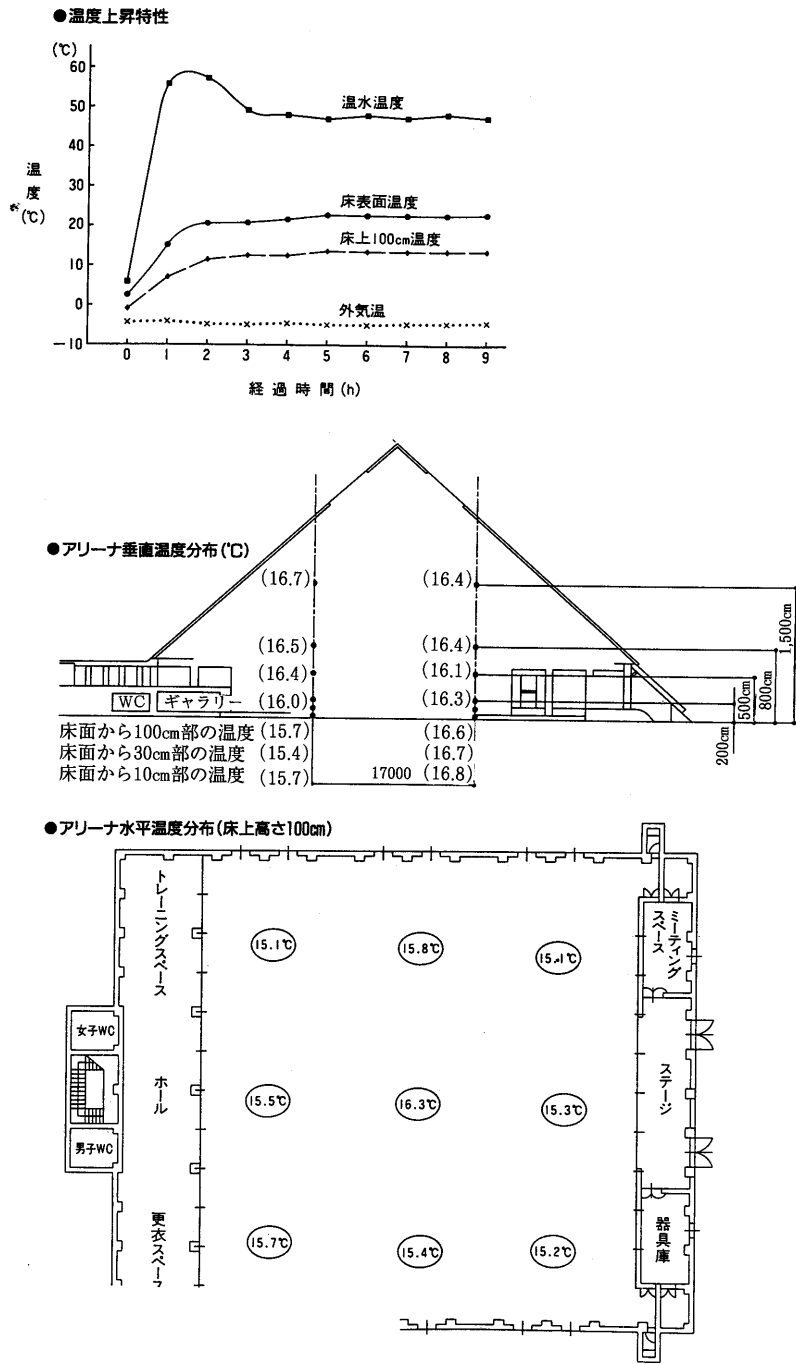 ●温度上昇特性
(℃)
60
50
40
30
20
10
0
−10
温度
(℃)
温水温度
床表面温度
床上100cm温度
外気温
0 1 2 3 4 5 6 7 8 9
経過時間(h)
●アリーナ垂直温度分布(℃)
(16.7) (16.4)
(16.5) (16.4)
(16.4) (16.1)
WC ギャラリー (16.0) (16.3)
床面から100cm部の温度 (15.7) (16.6)
床面から30cm部の温度 (15.4) (16.7)
床面から10cm部の温度 (15.7) 17000 (16.8)
200cm
500cm
800cm
1,500cm
●アリーナ水平温度分布(床上高さ100cm)
トレーニングスペース
15.1℃ 15.8℃ 15.1℃
ミーティングスペース
女子WC
ホール
15.5℃ 16.3℃ 15.3℃
ステージ
男子WC
更衣スペース
15.7℃ 15.4℃ 15.2℃
器具庫